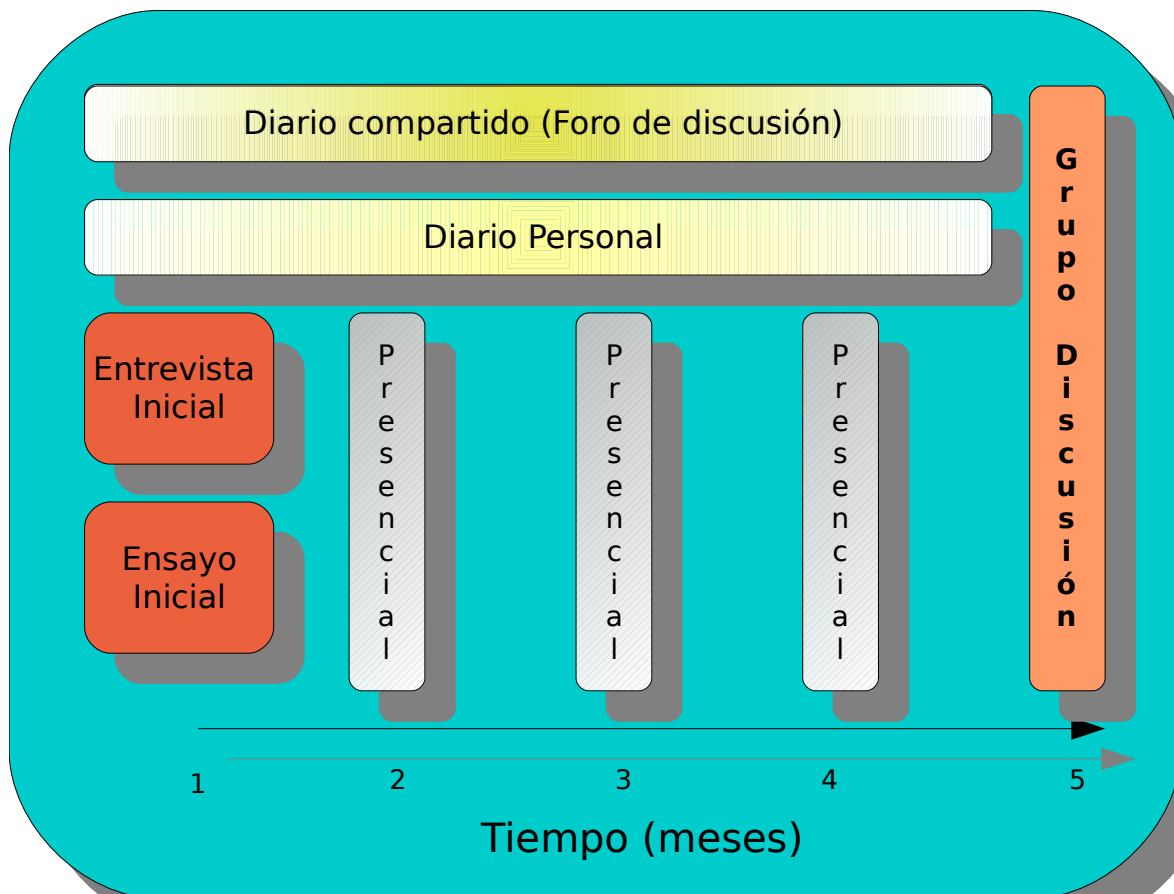 Diario compartido (Foro de discusión)
Diario Personal
Entrevista
Inicial
Ensayo
Inicial
Presencial
Presencial
Presencial
Grupo Discusión
1
2
3
4
5
Tiempo (meses)